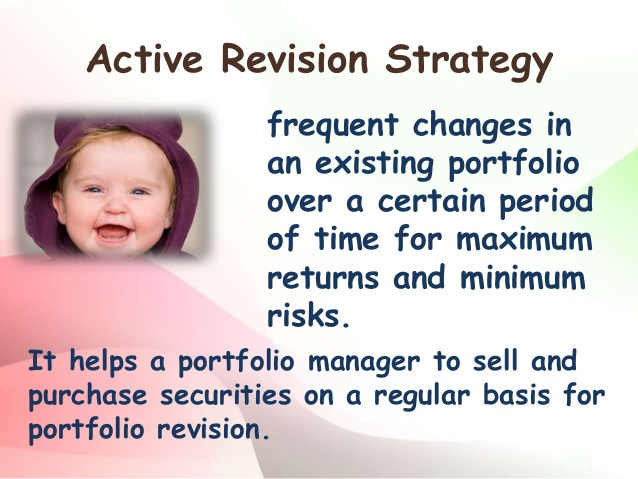 Active Revision Strategy
frequent changes in
an existing portfolio
over a certain period
of time for maximum
returns and minimum
risks.
It helps a portfolio manager to sell and
purchase securities on a regular basis for
portfolio revision.